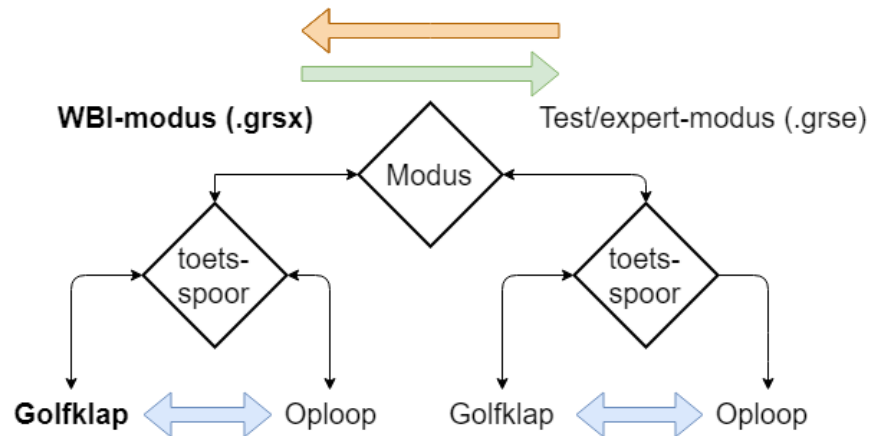 WBI-modus (.grsx)
Test/expert-modus (.grse)
Modus
toets-
spoor
toets-
spoor
Golfklap
Oploop
Golfklap
Oploop